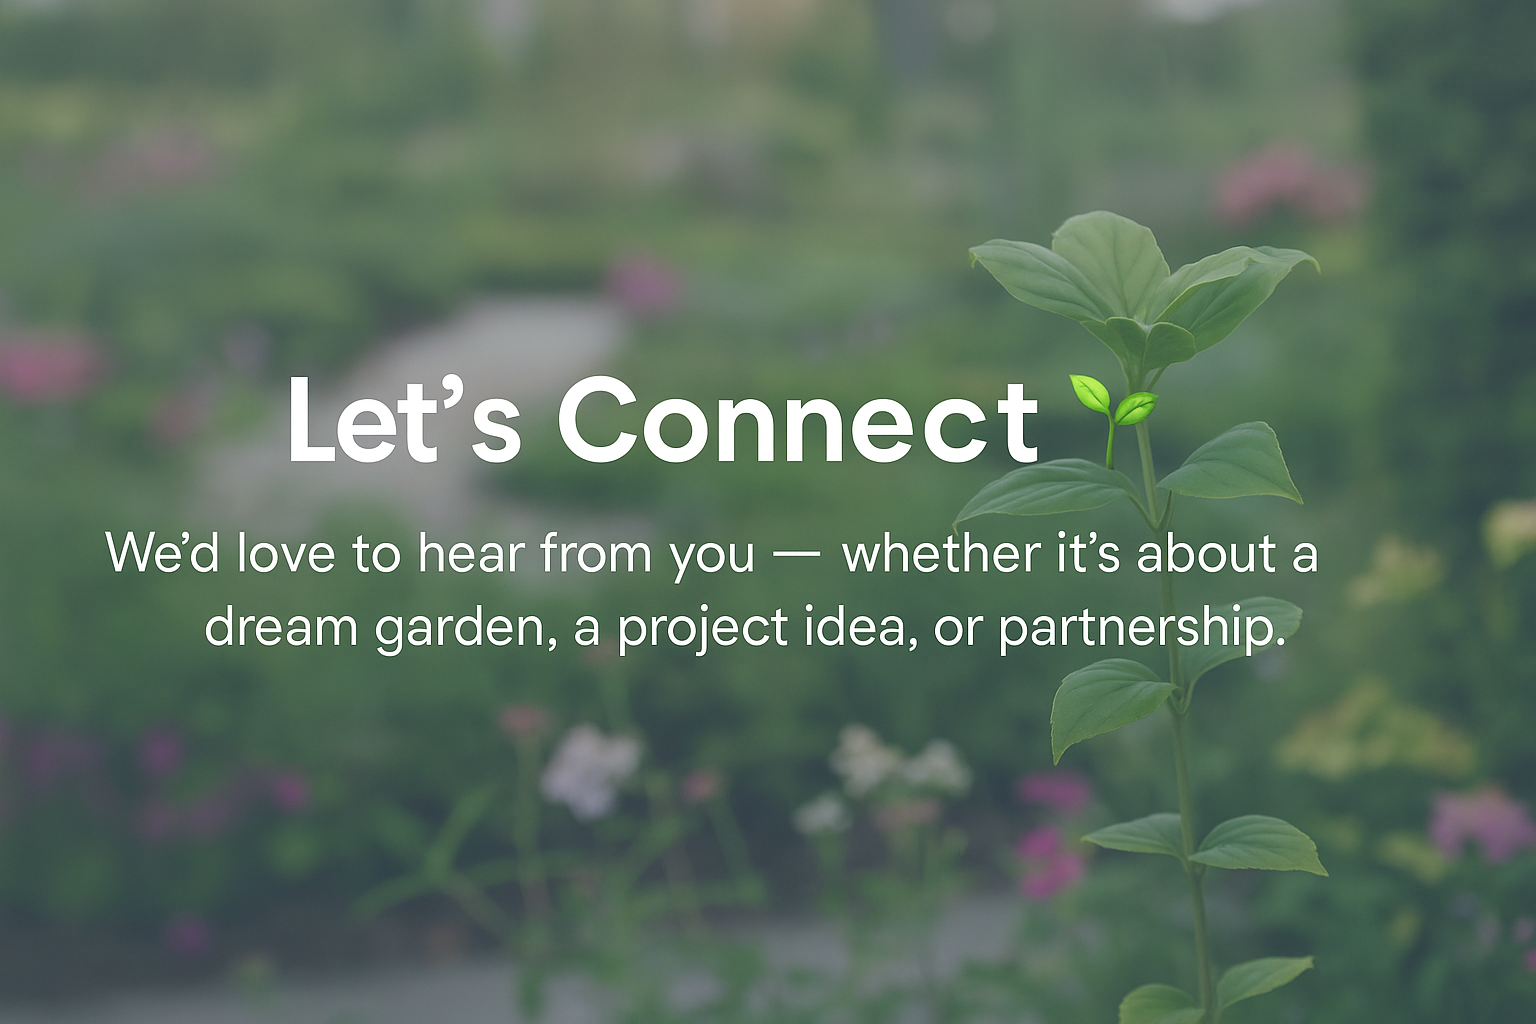 Let’s Connect 🌱
We’d love to hear from you — whether it’s about a
dream garden, a project idea, or partnership.